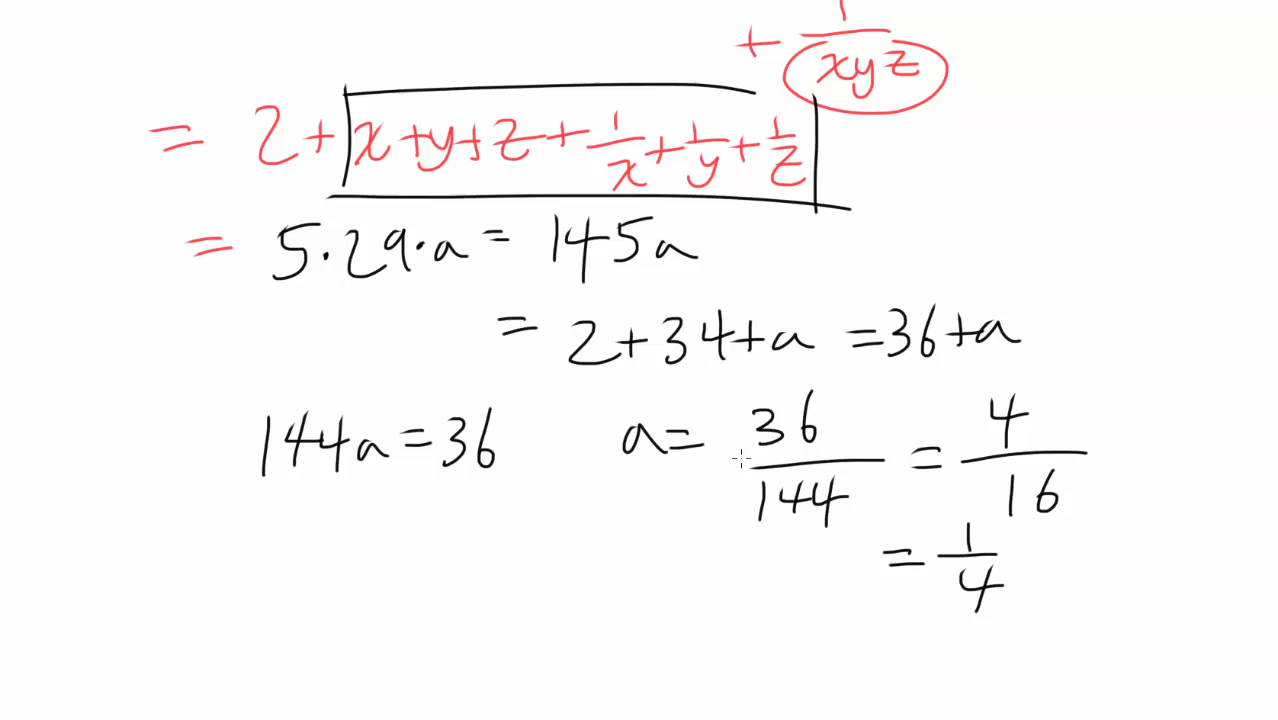 + 1/xyz
= 2 + x+y+z+1/x+1/y+1/z
= 5·29·a = 145a
= 2+34+a = 36+a
144a=36 a= 36/144 = 4/16
= 1/4